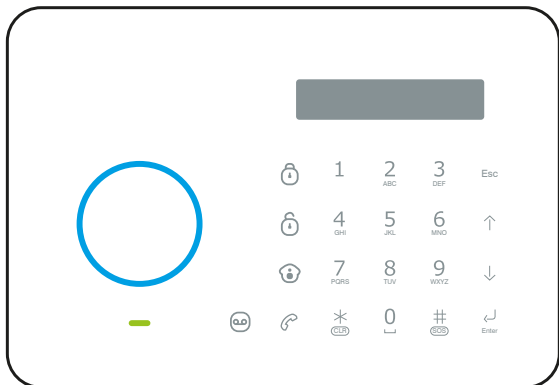 1 2 3 Esc
ABC DEF
4 5 6
GHI JKL MNO
7 8 9
PQRS TUV WXYZ
* 0 #
CLR SOS Enter